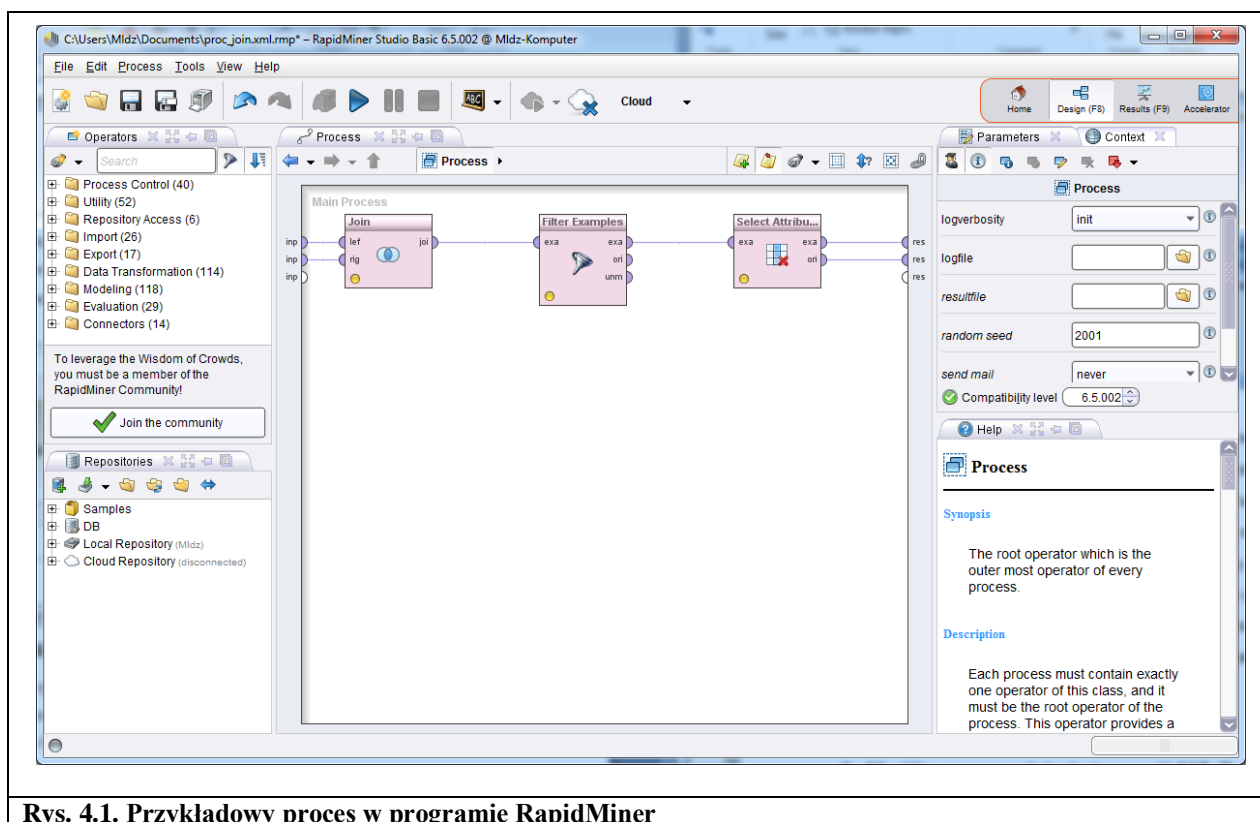 C:\Users\MIdz\Documents\proc_join.xml.rmp* – RapidMiner Studio Basic 6.5.002 @ MIdz-Komputer
File Edit Process Tools View Help
ABC
Cloud
Home
Design (F8)
Results (F9)
Accelerator
Operators
Search
Process Control (40)
Utility (52)
Repository Access (6)
Import (26)
Export (17)
Data Transformation (114)
Modeling (118)
Evaluation (29)
Connectors (14)
To leverage the Wisdom of Crowds,
you must be a member of the
RapidMiner Community!
Join the community
Repositories
Samples
DB
Local Repository (MIdz)
Cloud Repository (disconnected)
Process
Process
Main Process
inp
inp
inp
Join
lef
joi
rig
Filter Examples
exa
exa
ori
unm
Select Attribu...
exa
exa
ori
res
res
res
Parameters
Context
Process
logverbosity
init
logfile
resultfile
random seed
2001
send mail
never
Compatibility level
6.5.002
Help
Process
Synopsis
The root operator which is the
outer most operator of every
process.
Description
Each process must contain exactly
one operator of this class, and it
must be the root operator of the
process. This operator provides a
Rys. 4.1. Przykładowy proces w programie RapidMiner